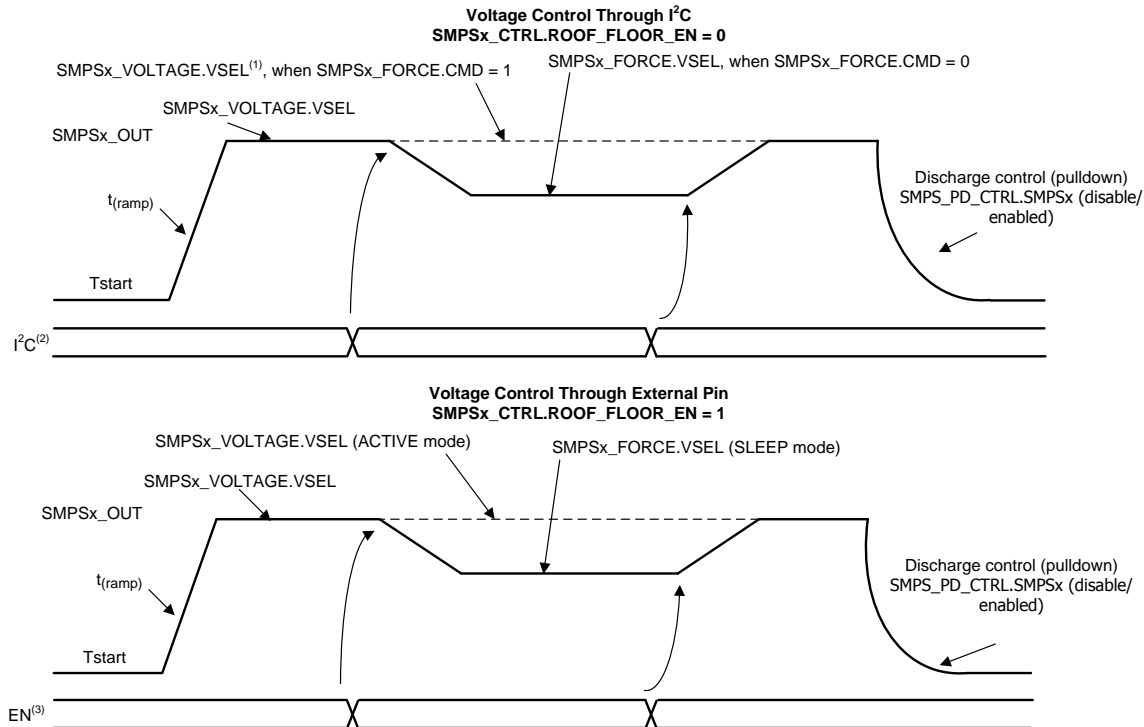 Voltage Control Through I²C
SMPSx_CTRL.ROOF_FLOOR_EN = 0
SMPSx_VOLTAGE.VSEL⁽¹⁾, when SMPSx_FORCE.CMD = 1
SMPSx_FORCE.VSEL, when SMPSx_FORCE.CMD = 0
SMPSx_VOLTAGE.VSEL
SMPSx_OUT
t(ramp)
Discharge control (pulldown)
SMPS_PD_CTRL.SMPSx (disable/
enabled)
Tstart
I²C⁽²⁾
Voltage Control Through External Pin
SMPSx_CTRL.ROOF_FLOOR_EN = 1
SMPSx_VOLTAGE.VSEL (ACTIVE mode)
SMPSx_FORCE.VSEL (SLEEP mode)
SMPSx_VOLTAGE.VSEL
SMPSx_OUT
t(ramp)
Discharge control (pulldown)
SMPS_PD_CTRL.SMPSx (disable/
enabled)
Tstart
EN⁽³⁾